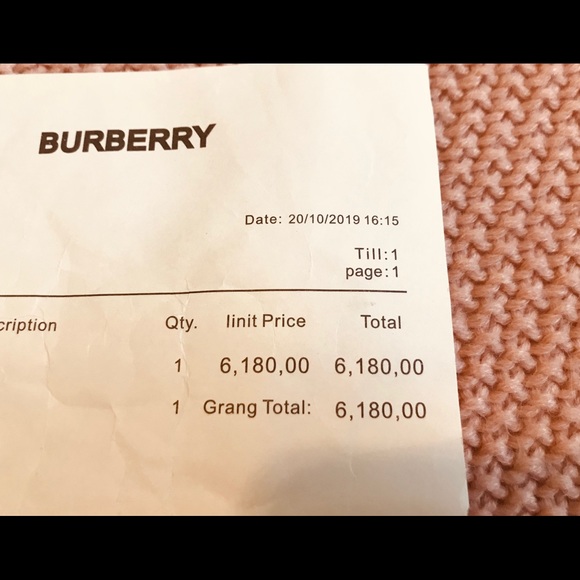 BURBERRY
Date: 20/10/2019 16:15
Till:1
page:1
cription Qty. Iinit Price Total
1 6,180,00 6,180,00
1 Grang Total: 6,180,00